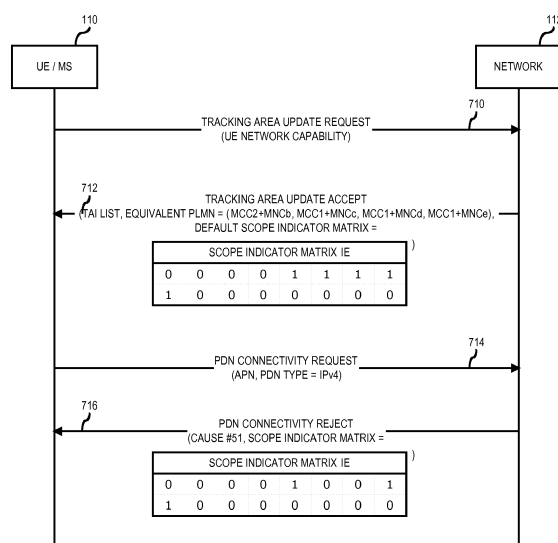 110
112
UE / MS
NETWORK
710
TRACKING AREA UPDATE REQUEST
(UE NETWORK CAPABILITY)
712
TRACKING AREA UPDATE ACCEPT
(TAI LIST, EQUIVALENT PLMN = (MCC2+MNCb, MCC1+MNCc, MCC1+MNCd, MCC1+MNCe),
DEFAULT SCOPE INDICATOR MATRIX =
SCOPE INDICATOR MATRIX IE )
0 0 0 0 1 1 1 1
1 0 0 0 0 0 0 0
714
PDN CONNECTIVITY REQUEST
(APN, PDN TYPE = IPv4)
716
PDN CONNECTIVITY REJECT
(CAUSE #51, SCOPE INDICATOR MATRIX =
SCOPE INDICATOR MATRIX IE )
0 0 0 0 1 0 0 1
1 0 0 0 0 0 0 0